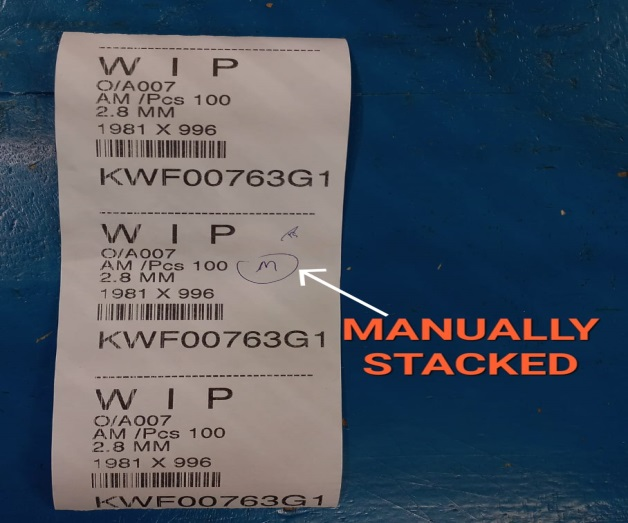 W I P
O/A007
AM /Pcs 100
2.8 MM
1981 X 996
KWF00763G1
W I P
O/A007
AM /Pcs 100 M
2.8 MM
1981 X 996
KWF00763G1
MANUALLY
STACKED
W I P
O/A007
AM /Pcs 100
2.8 MM
1981 X 996
KWF00763G1